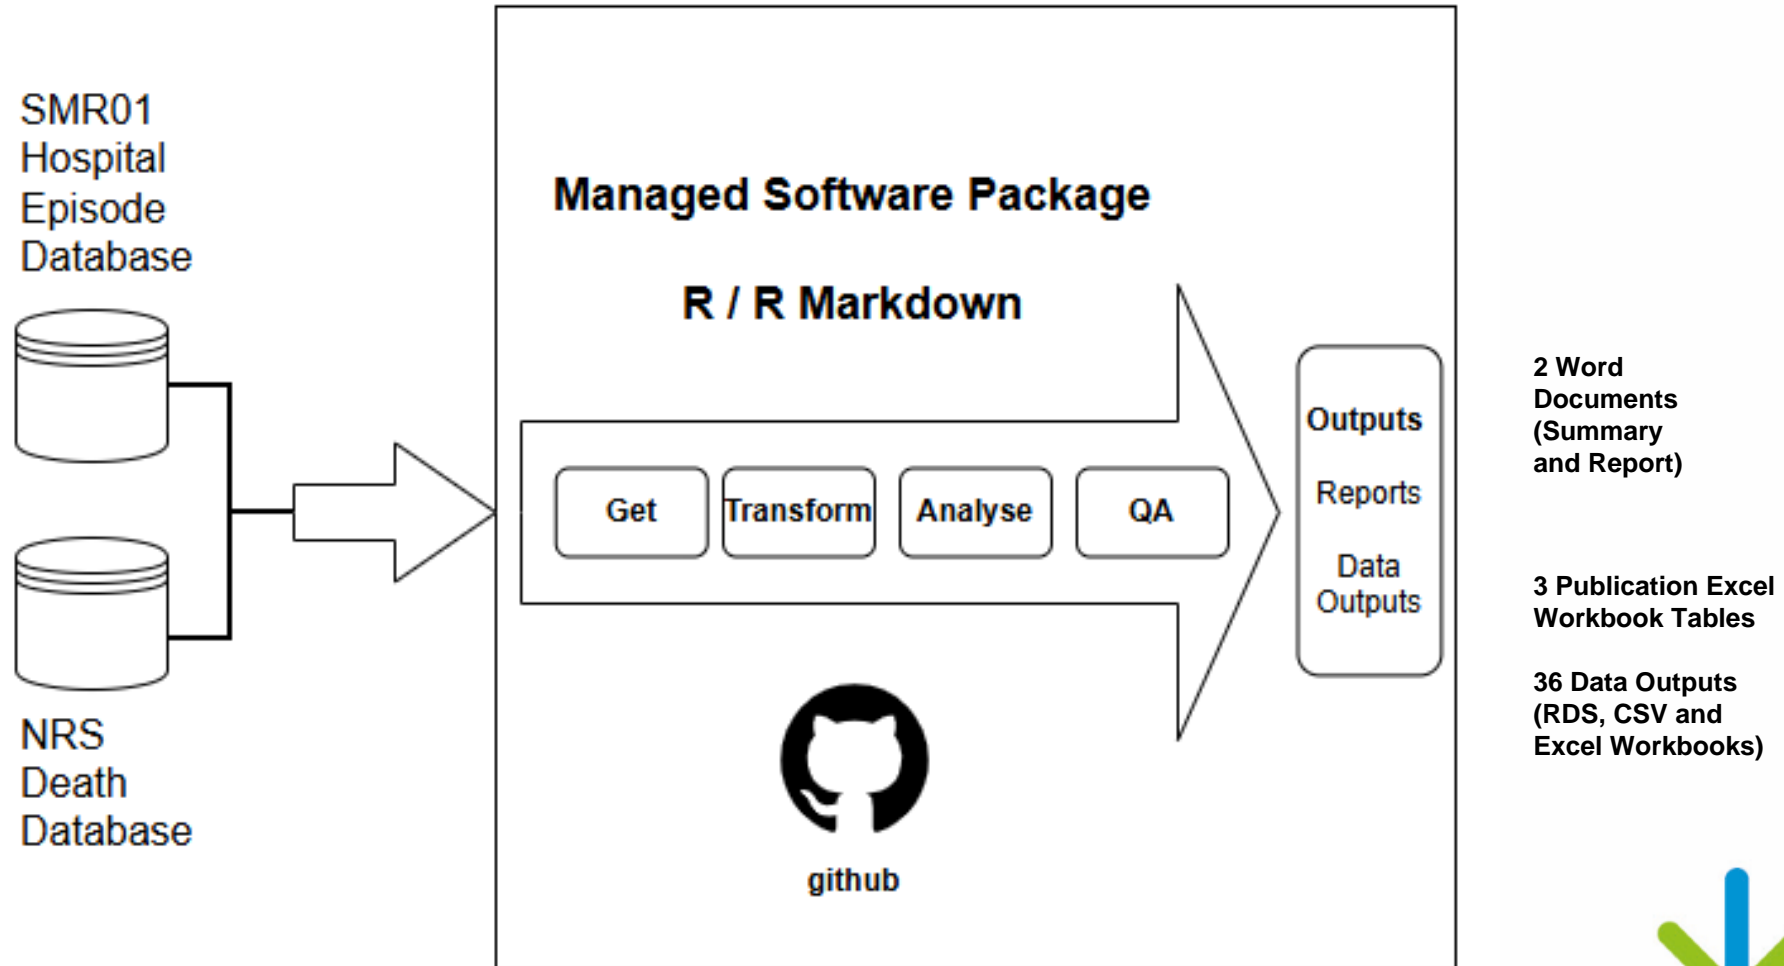 SMR01
Hospital
Episode
Database
NRS
Death
Database
Managed Software Package
R / R Markdown
Get
Transform
Analyse
QA
github
Outputs
Reports
Data
Outputs
2 Word
Documents
(Summary
and Report)
3 Publication Excel
Workbook Tables
36 Data Outputs
(RDS, CSV and
Excel Workbooks)